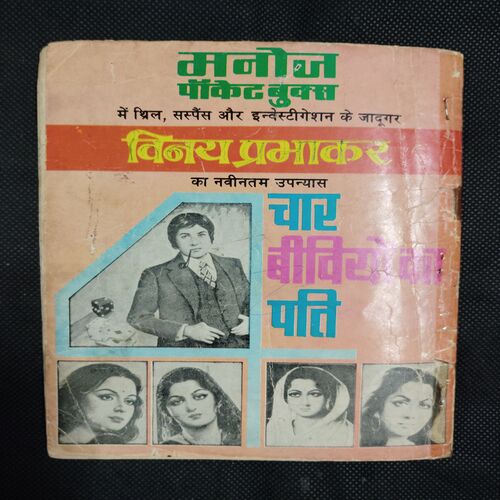 मनोज
पॉकेट बुक्स
में थ्रिल, सस्पैंस और इन्वेस्टीगेशन के जादूगर
विनय प्रभाकर
का नवीनतम उपन्यास
चार
बीवियों का
पति